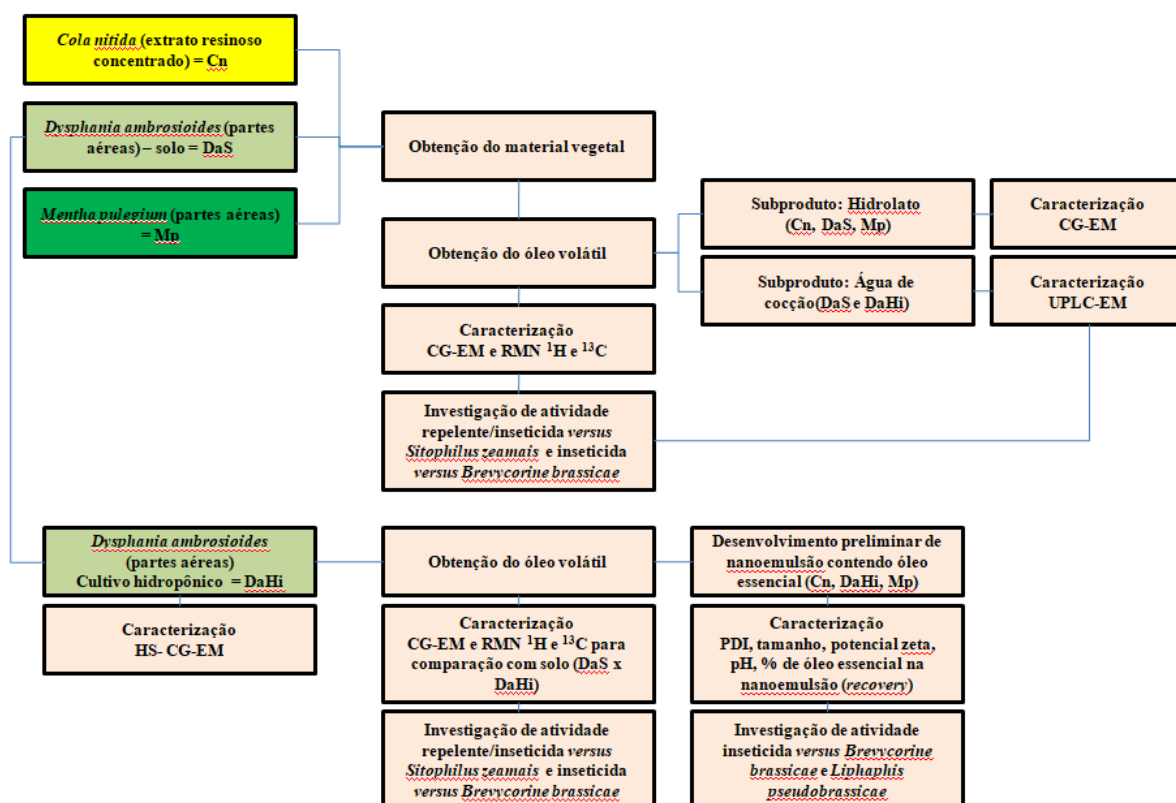 Cola nitida (extrato resinoso
concentrado) = Cn
Dysphania ambrosioides (partes
aéreas) – solo = DaS
Mentha pulegium (partes aéreas)
= Mp
Obtenção do material vegetal
Obtenção do óleo volátil
Subproduto: Hidrolato
(Cn, DaS, Mp)
Caracterização
CG-EM
Subproduto: Água de
cocção(DaS e DaHi)
Caracterização
UPLC-EM
Caracterização
CG-EM e RMN ¹H e ¹³C
Investigação de atividade
repelente/inseticida versus
Sitophilus zeamais e inseticida
versus Brevycorine brassicae
Dysphania ambrosioides
(partes aéreas)
Cultivo hidropônico = DaHi
Caracterização
HS- CG-EM
Obtenção do óleo volátil
Caracterização
CG-EM e RMN ¹H e ¹³C para
comparação com solo (DaS x
DaHi)
Investigação de atividade
repelente/inseticida versus
Sitophilus zeamais e inseticida
versus Brevycorine brassicae
Desenvolvimento preliminar de
nanoemulsão contendo óleo
essencial (Cn, DaHi, Mp)
Caracterização
PDI, tamanho, potencial zeta,
pH, % de óleo essencial na
nanoemulsão (recovery)
Investigação de atividade
inseticida versus Brevycorine
brassicae e Liphaphis
pseudobrassicae